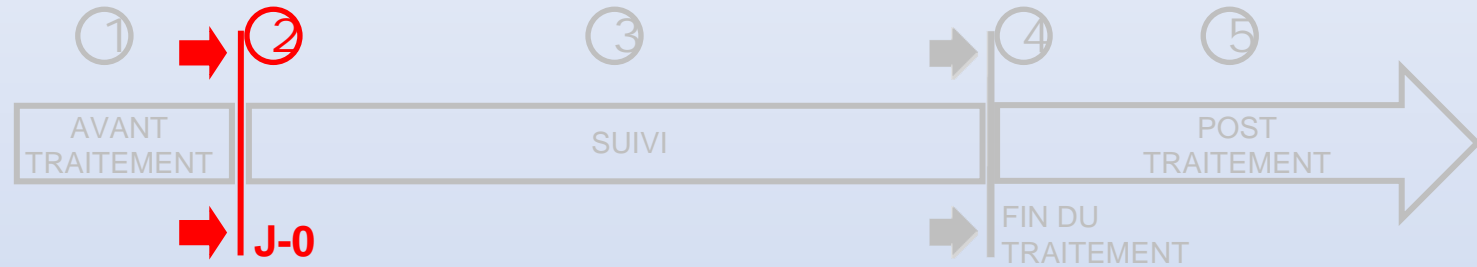 1 2 3 4 5
AVANT
TRAITEMENT
SUIVI
POST
TRAITEMENT
J-0
FIN DU
TRAITEMENT